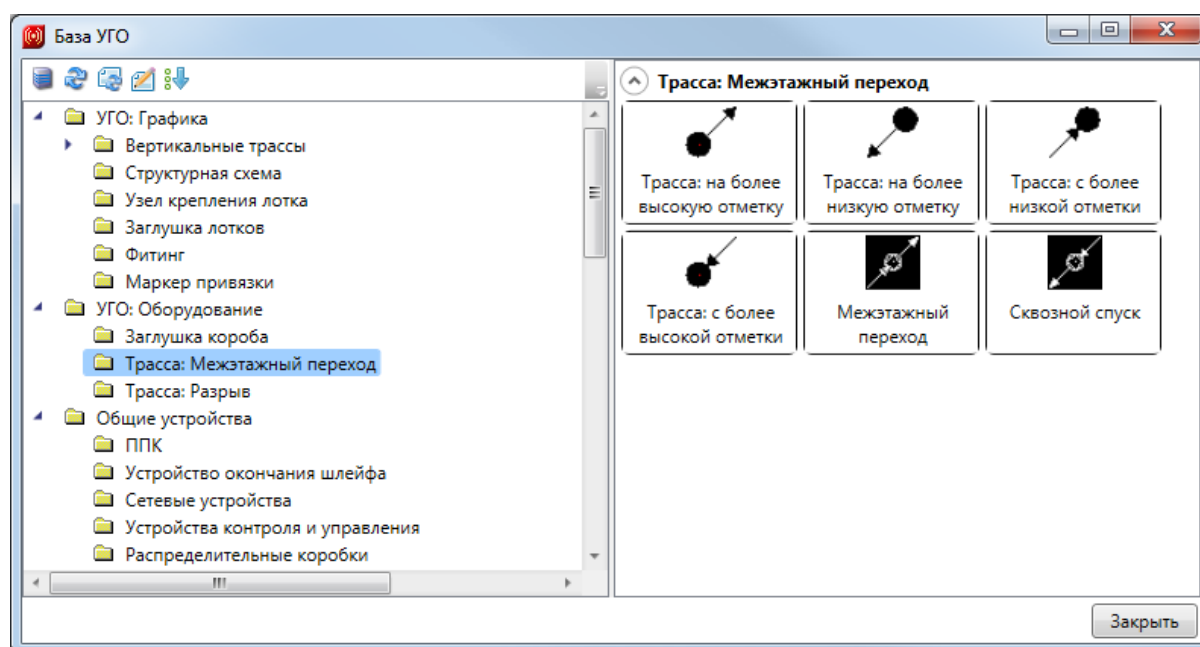 База УГО
УГО: Графика
Вертикальные трассы
Структурная схема
Узел крепления лотка
Заглушка лотков
Фитинг
Маркер привязки
УГО: Оборудование
Заглушка короба
Трасса: Межэтажный переход
Трасса: Разрыв
Общие устройства
ППК
Устройство окончания шлейфа
Сетевые устройства
Устройства контроля и управления
Распределительные коробки
Трасса: Межэтажный переход
Трасса: на более
высокую отметку
Трасса: на более
низкую отметку
Трасса: с более
низкой отметки
Трасса: с более
высокой отметки
Межэтажный
переход
Сквозной спуск
Закрыть